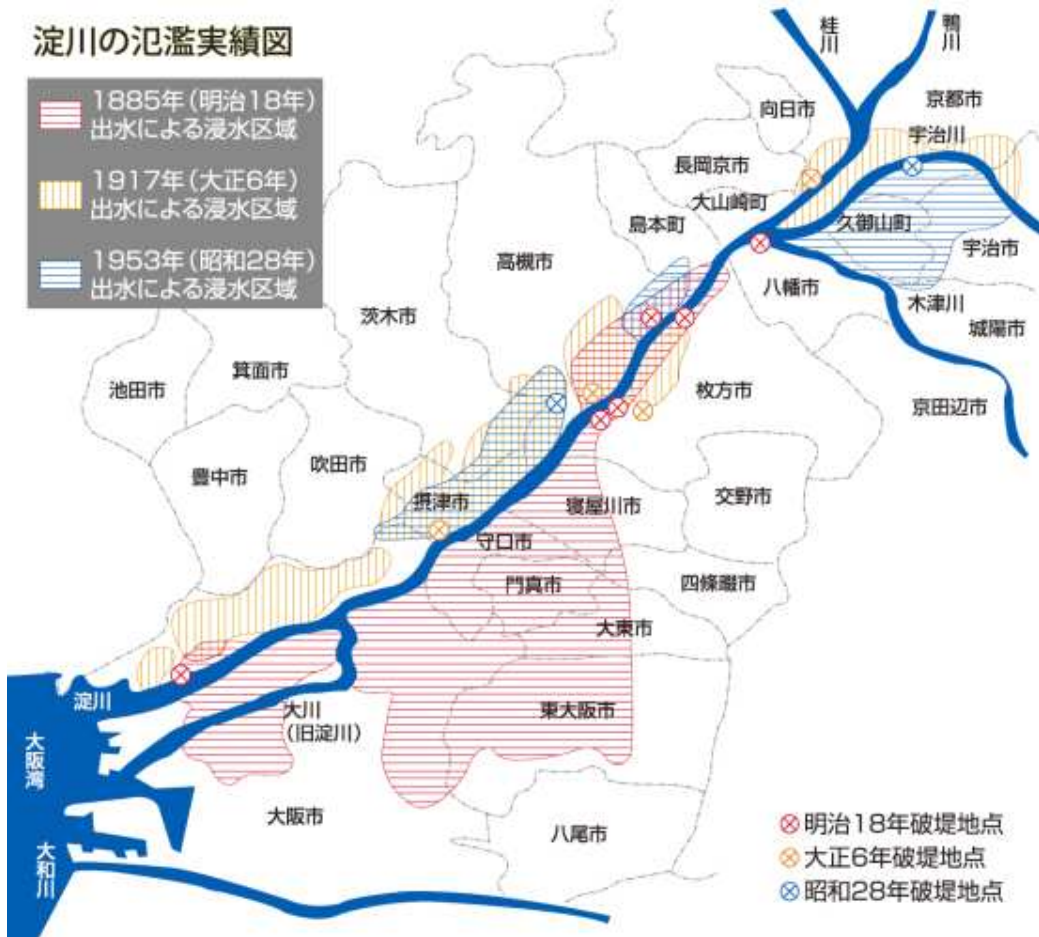 淀川の氾濫実績図
1885年(明治18年)
出水による浸水区域
1917年(大正6年)
出水による浸水区域
1953年(昭和28年)
出水による浸水区域
桂川
鴨川
京都市
向日市
宇治川
長岡京市
大山崎町
島本町
久御山町
宇治市
高槻市
八幡市
木津川
城陽市
茨木市
箕面市
池田市
枚方市
京田辺市
豊中市
吹田市
摂津市
寝屋川市
交野市
守口市
門真市
四條畷市
大東市
淀川
大川
(旧淀川)
東大阪市
大阪湾
大阪市
八尾市
大和川
明治18年破堤地点
大正6年破堤地点
昭和28年破堤地点